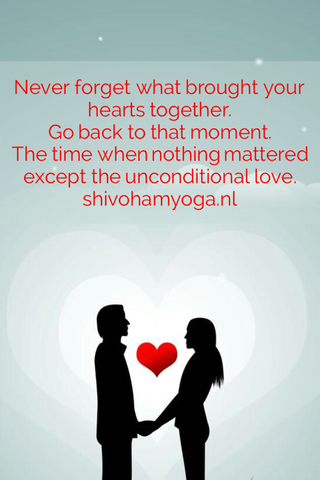 Never forget what brought your
hearts together.
Go back to that moment.
The time when nothing mattered
except the unconditional love.
shivohamyoga.nl